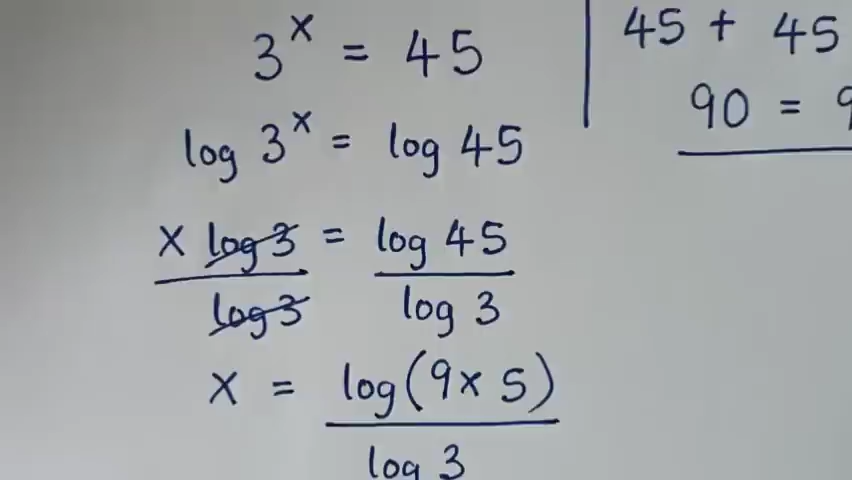 3^x = 45
log 3^x = log 45
x log 3 = log 45
log 3 log 3
x = log(9 x 5)
log 3
45 + 45
90 = 9